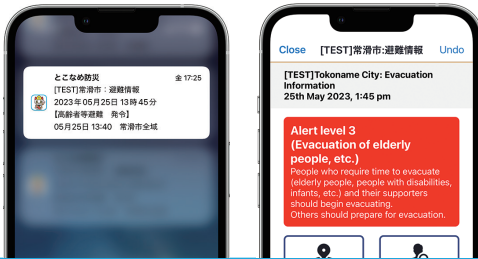 とこなめ防災 金 17:25
[TEST]常滑市：避難情報
2023年05月25日 13時45分
【高齢者等避難　発令】
05月25日 13:40　常滑市全域
Close [TEST]常滑市:避難情報 Undo
[TEST]Tokoname City: Evacuation
Information
25th May 2023, 1:45 pm
Alert level 3
(Evacuation of elderly
people, etc.)
People who require time to evacuate
(elderly people, people with disabilities,
infants, etc.) and their supporters
should begin evacuating.
Others should prepare for evacuation.